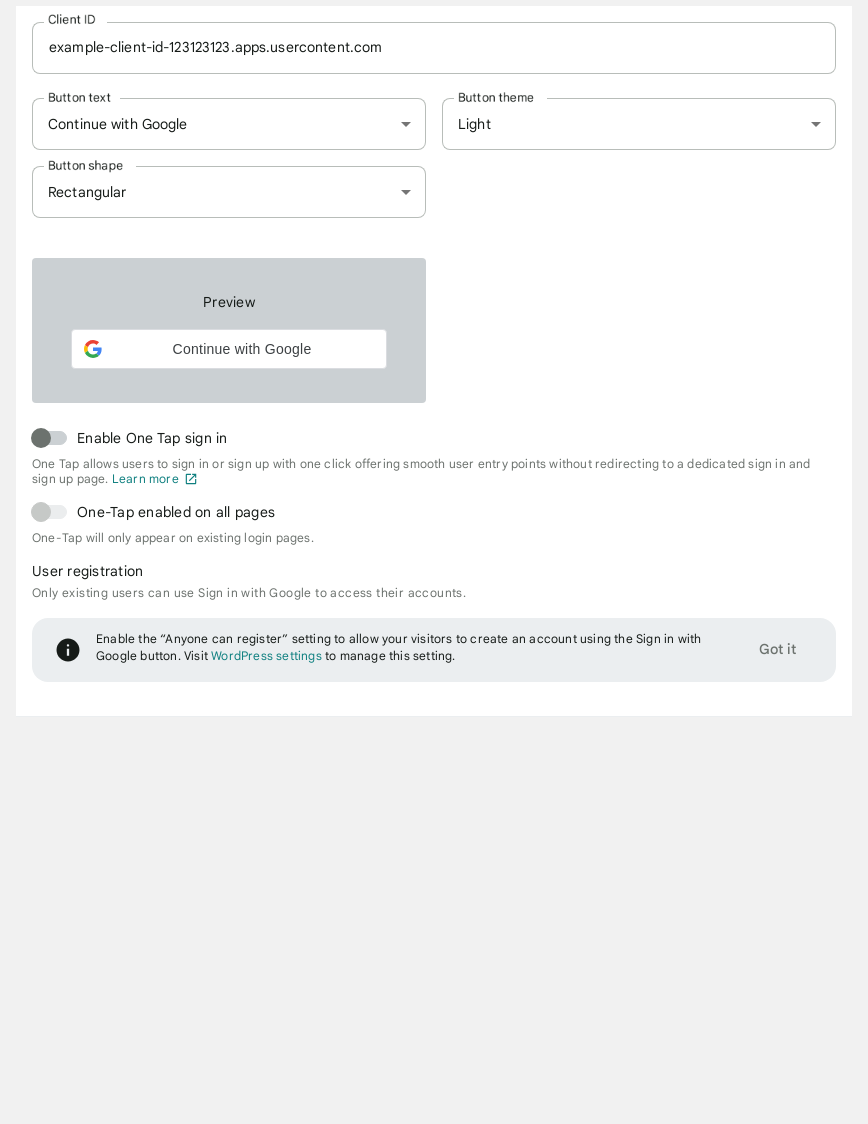 Client ID
example-client-id-123123123.apps.usercontent.com
Button text
Continue with Google
Button theme
Light
Button shape
Rectangular
Preview
Continue with Google
Enable One Tap sign in
One Tap allows users to sign in or sign up with one click offering smooth user entry points without redirecting to a dedicated sign in and
sign up page. Learn more
One-Tap enabled on all pages
One-Tap will only appear on existing login pages.
User registration
Only existing users can use Sign in with Google to access their accounts.
Enable the “Anyone can register” setting to allow your visitors to create an account using the Sign in with
Google button. Visit WordPress settings to manage this setting.
Got it